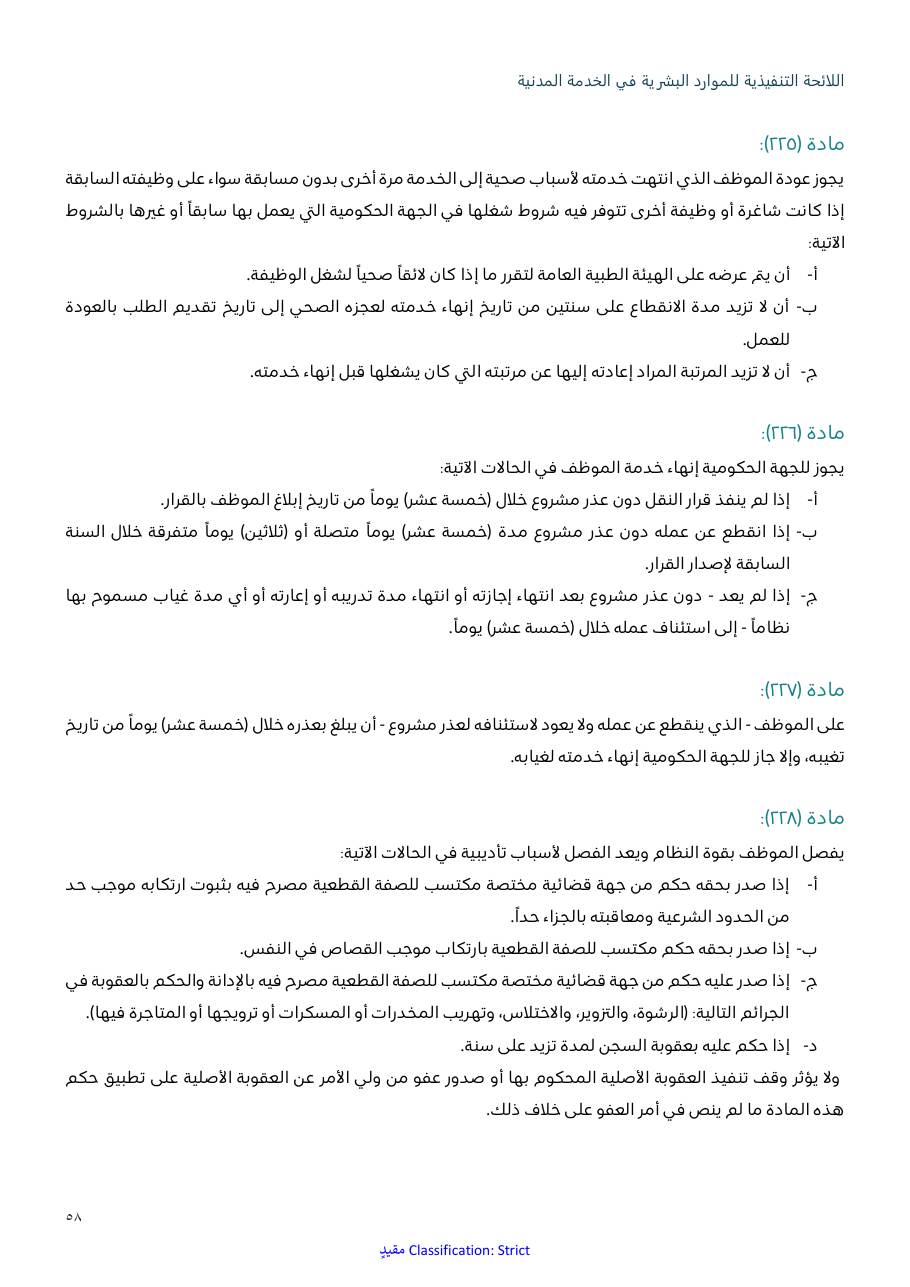 اللائحة التنفيذية للموارد البشرية في الخدمة المدنية
مادة (٢٢٥):
يجوز عودة الموظف الذي انتهت خدمته لأسباب صحية إلى الخدمة مرة أخرى بدون مسابقة سواء على وظيفته السابقة
إذا كانت شاغرة أو وظيفة أخرى تتوفر فيه شروط شغلها في الجهة الحكومية التي يعمل بها سابقاً أو غيرها بالشروط
الآتية:
أ- أن يتم عرضه على الهيئة الطبية العامة لتقرر ما إذا كان لائقاً صحياً لشغل الوظيفة.
ب- أن لا تزيد مدة الانقطاع على سنتين من تاريخ إنهاء خدمته لعجزه الصحي إلى تاريخ تقديم الطلب بالعودة
للعمل.
ج- أن لا تزيد المرتبة المراد إعادته إليها عن مرتبته التي كان يشغلها قبل إنهاء خدمته.
مادة (٢٢٦):
يجوز للجهة الحكومية إنهاء خدمة الموظف في الحالات الآتية:
أ- إذا لم ينفذ قرار النقل دون عذر مشروع خلال (خمسة عشر) يوماً من تاريخ إبلاغ الموظف بالقرار.
ب- إذا انقطع عن عمله دون عذر مشروع مدة (خمسة عشر) يوماً متصلة أو (ثلاثين) يوماً متفرقة خلال السنة
السابقة لإصدار القرار.
ج- إذا لم يعد - دون عذر مشروع بعد انتهاء إجازته أو انتهاء مدة تدريبه أو إعارته أو أي مدة غياب مسموح بها
نظاماً - إلى استئناف عمله خلال (خمسة عشر) يوماً.
مادة (٢٢٧):
على الموظف - الذي ينقطع عن عمله ولا يعود لاستئنافه لعذر مشروع - أن يبلغ بعذره خلال (خمسة عشر) يوماً من تاريخ
تغيبه، وإلا جاز للجهة الحكومية إنهاء خدمته لغيابه.
مادة (٢٢٨):
يفصل الموظف بقوة النظام ويعد الفصل لأسباب تأديبية في الحالات الآتية:
أ- إذا صدر بحقه حكم من جهة قضائية مختصة مكتسب للصفة القطعية مصرح فيه بثبوت ارتكابه موجب حد
من الحدود الشرعية ومعاقبته بالجزاء حداً.
ب- إذا صدر بحقه حكم مكتسب للصفة القطعية بارتكاب موجب القصاص في النفس.
ج- إذا صدر عليه حكم من جهة قضائية مختصة مكتسب للصفة القطعية مصرح فيه بالإدانة والحكم بالعقوبة في
الجرائم التالية: (الرشوة، والتزوير، والاختلاس، وتهريب المخدرات أو المسكرات أو ترويجها أو المتاجرة فيها).
د- إذا حكم عليه بعقوبة السجن لمدة تزيد على سنة.
ولا يؤثر وقف تنفيذ العقوبة الأصلية المحكوم بها أو صدور عفو من ولي الأمر عن العقوبة الأصلية على تطبيق حكم
هذه المادة ما لم ينص في أمر العفو على خلاف ذلك.
٥٨
Classification: Strict مقيدٍ